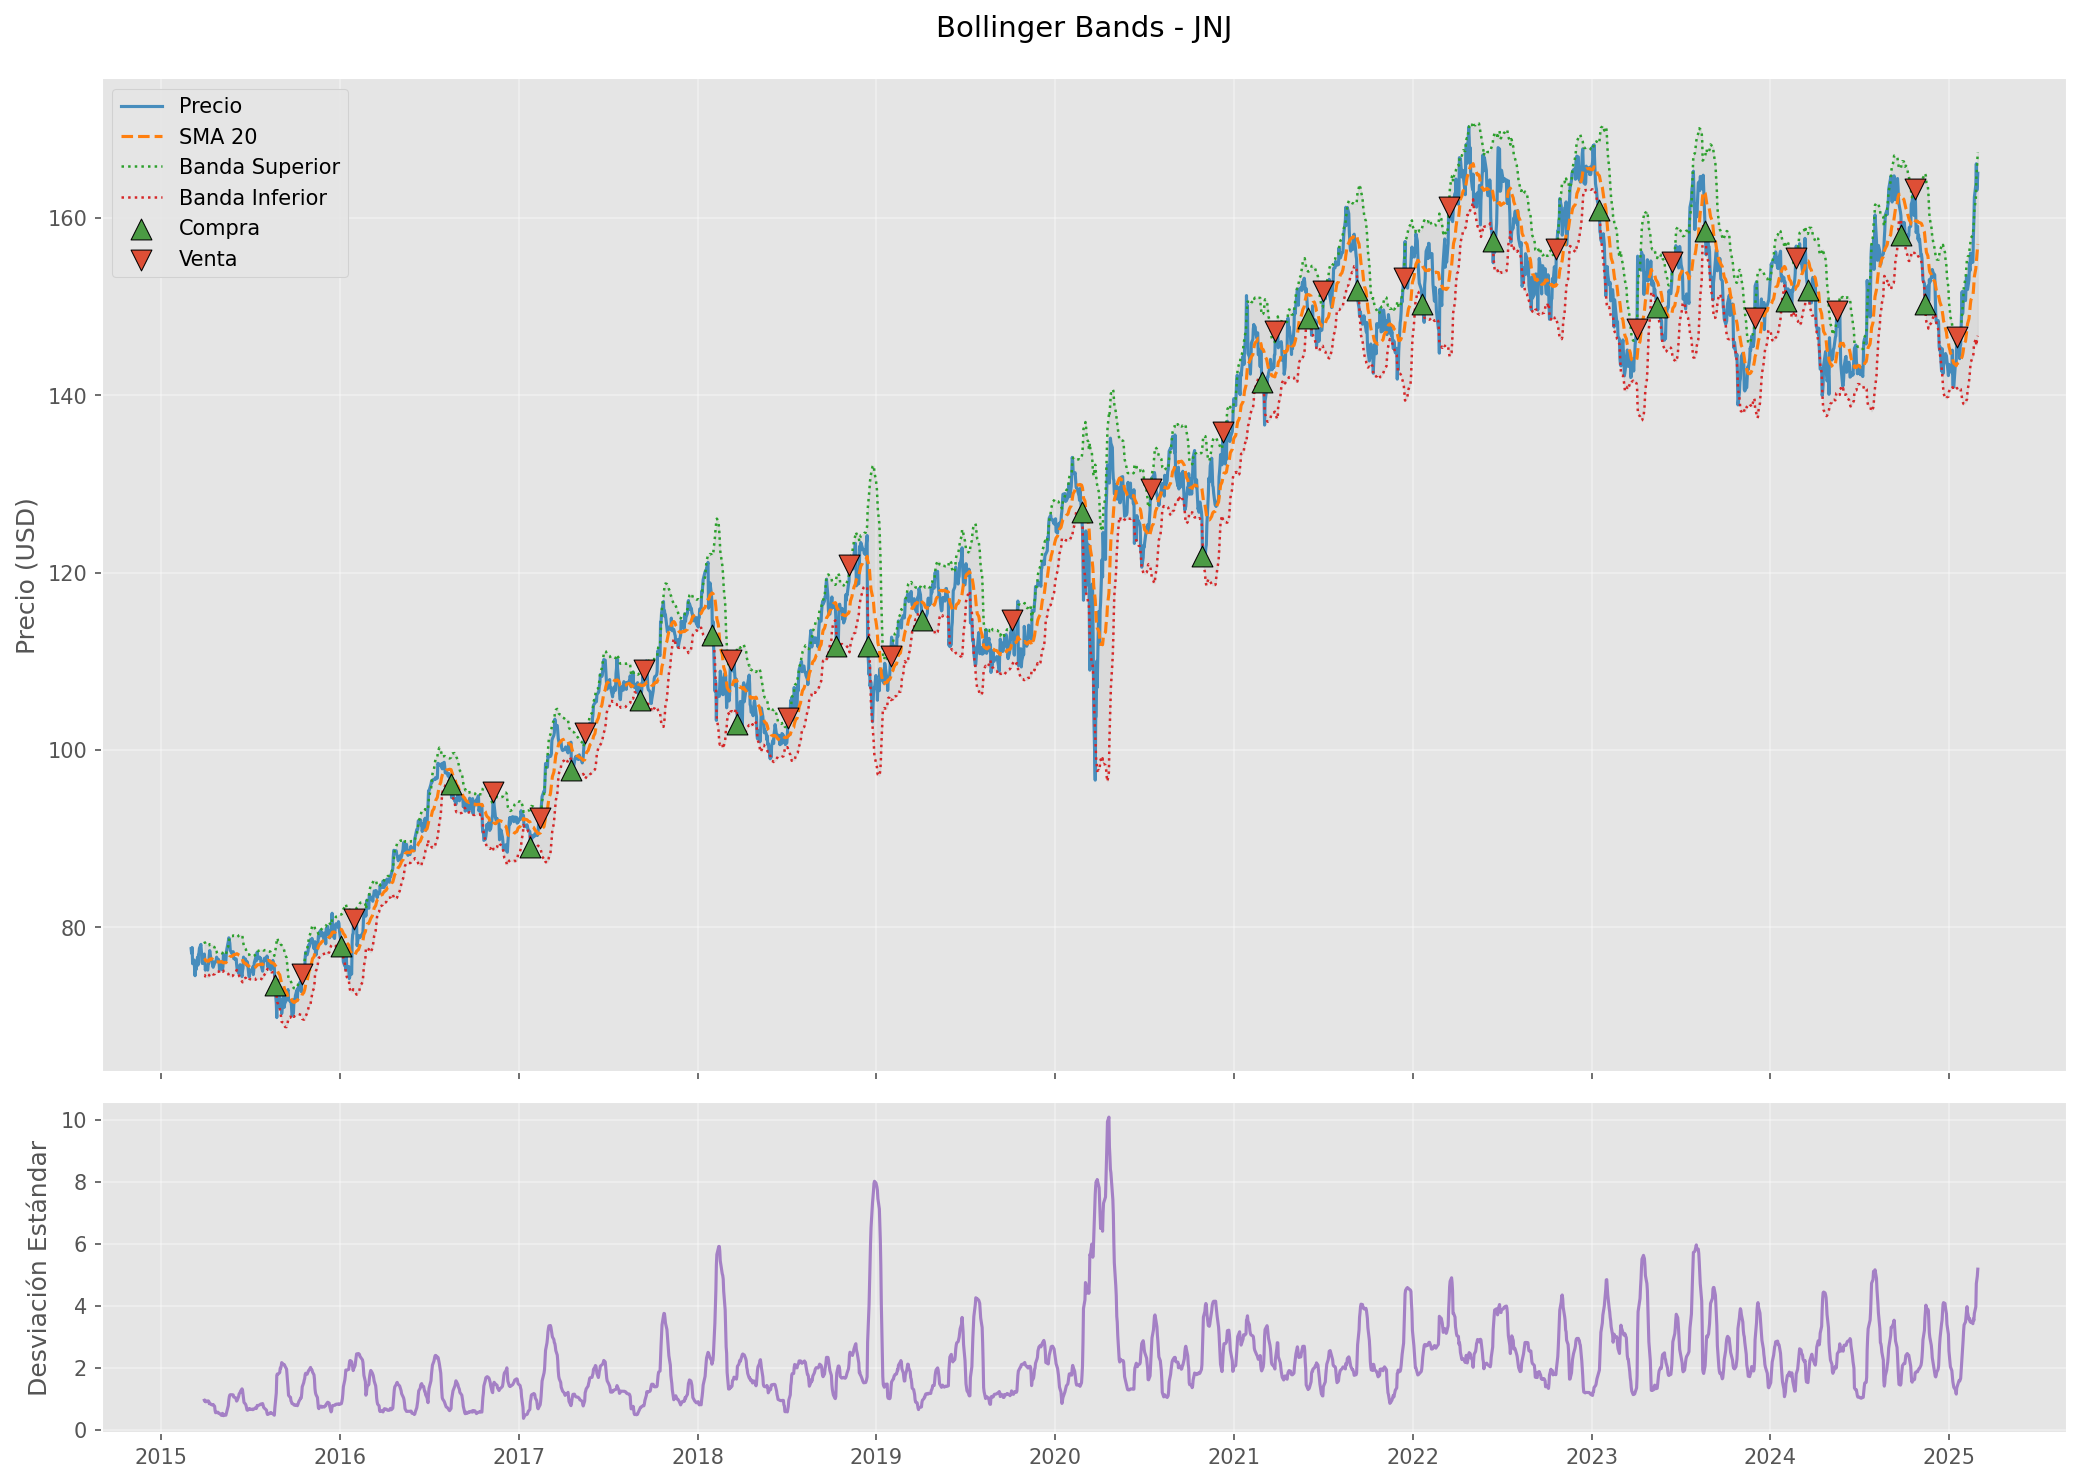 Bollinger Bands - JNJ
Precio
SMA 20
Banda Superior
Banda Inferior
Compra
Venta
Precio (USD)
160
140
120
100
80
Desviación Estándar
10
8
6
4
2
0
2015 2016 2017 2018 2019 2020 2021 2022 2023 2024 2025